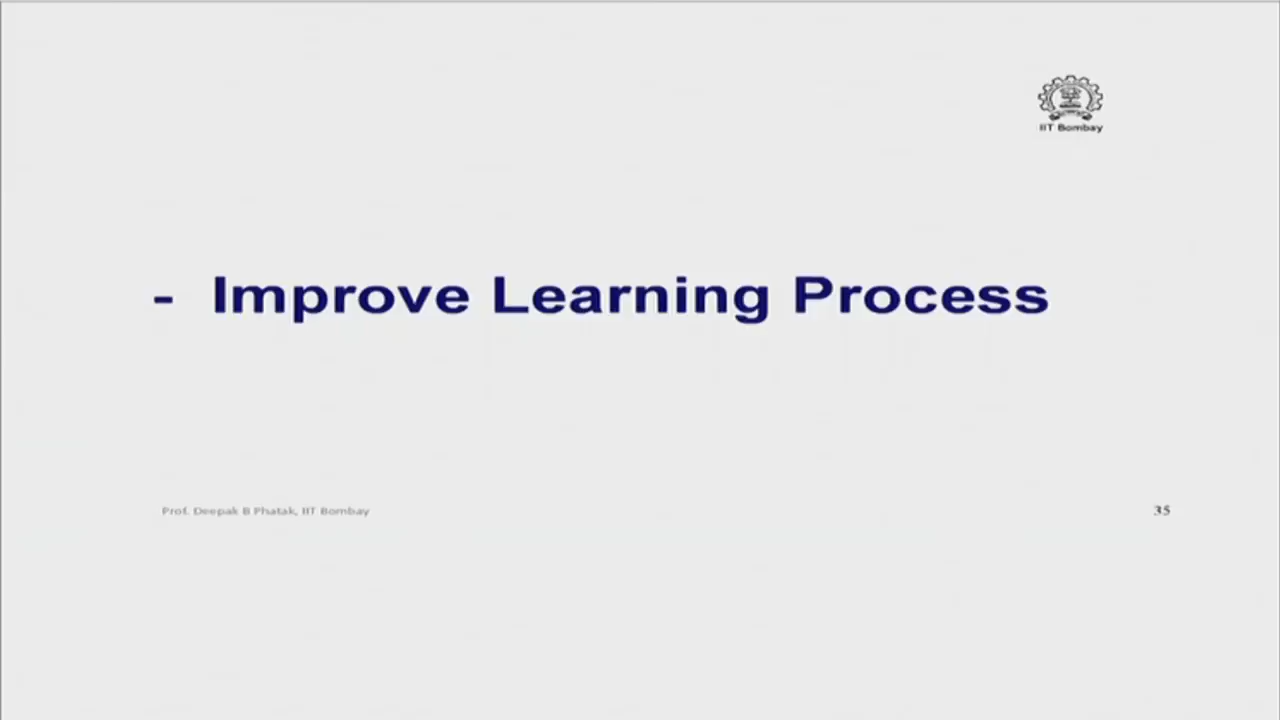 IIT Bombay
- Improve Learning Process
Prof. Deepak B Phatak, IIT Bombay
35